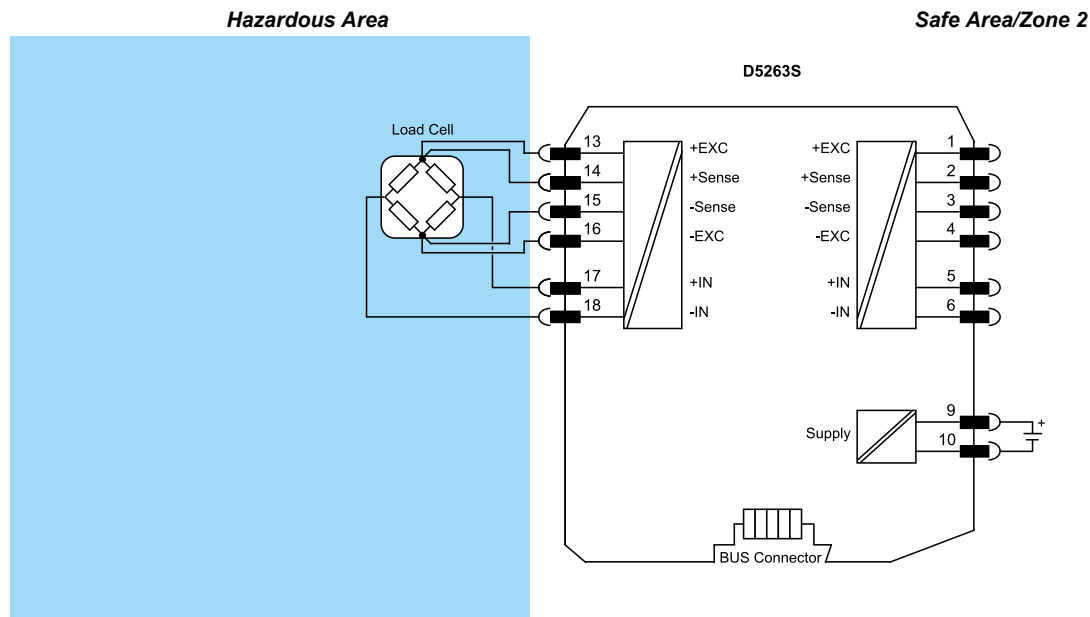 Hazardous Area
Safe Area/Zone 2
D5263S
Load Cell
13 +EXC +EXC 1
14 +Sense +Sense 2
15 -Sense -Sense 3
16 -EXC -EXC 4
17 +IN +IN 5
18 -IN -IN 6
9
+
Supply
10
BUS Connector